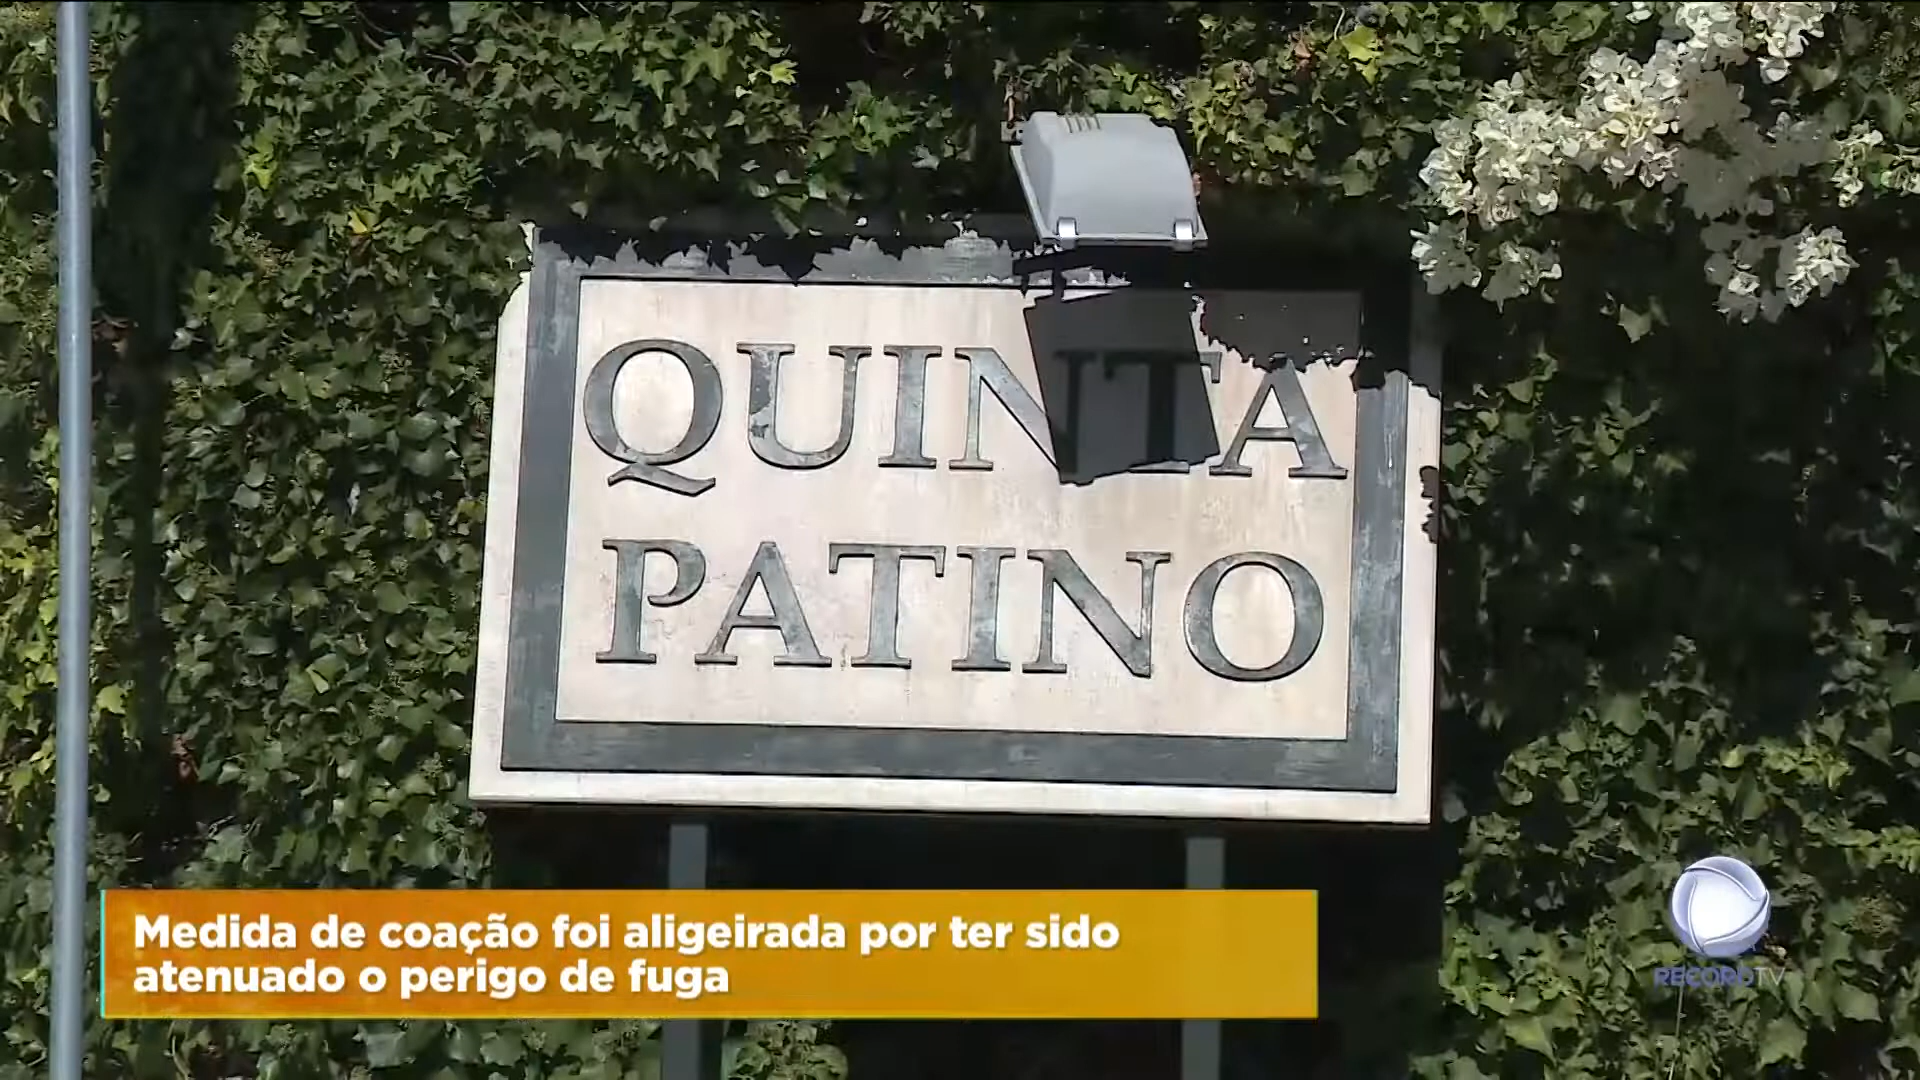 QUINTA
PATINO
Medida de coação foi aligeirada por ter sido
atenuado o perigo de fuga
RECORD TV